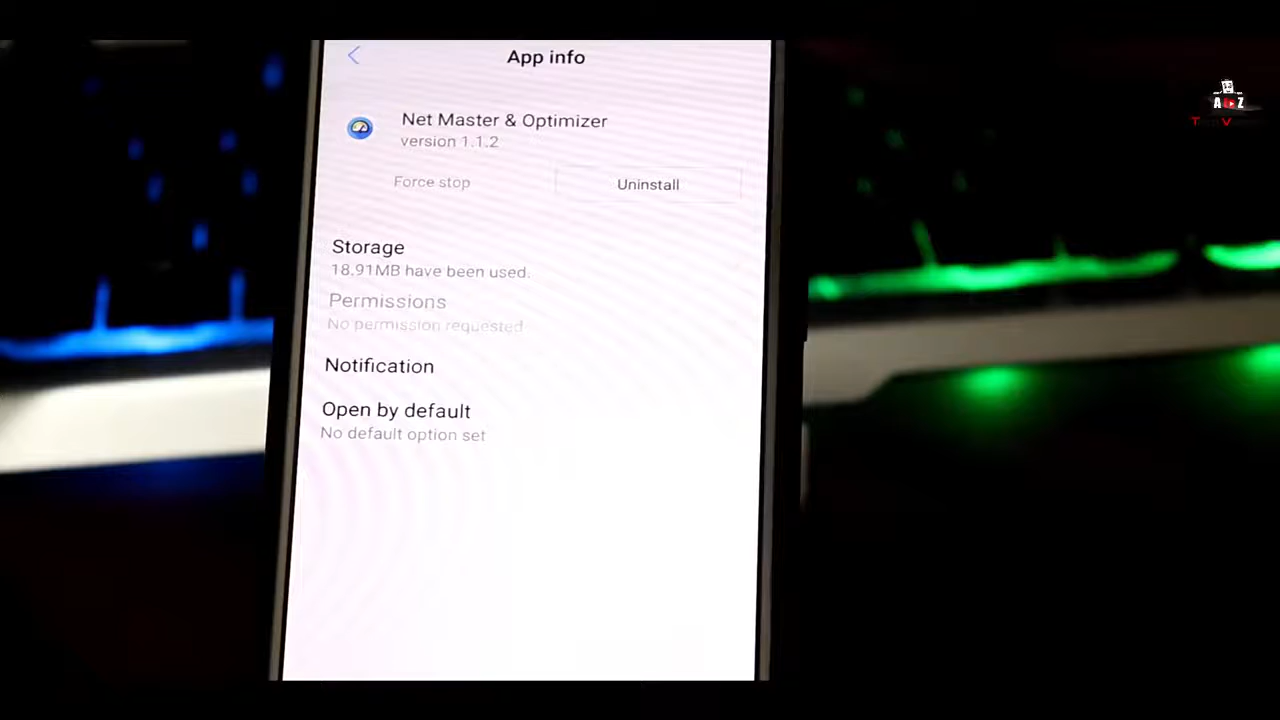 App info
Net Master & Optimizer
version 1.1.2
Force stop
Uninstall
Storage
18.91MB have been used.
Permissions
No permission requested
Notification
Open by default
No default option set
A Z